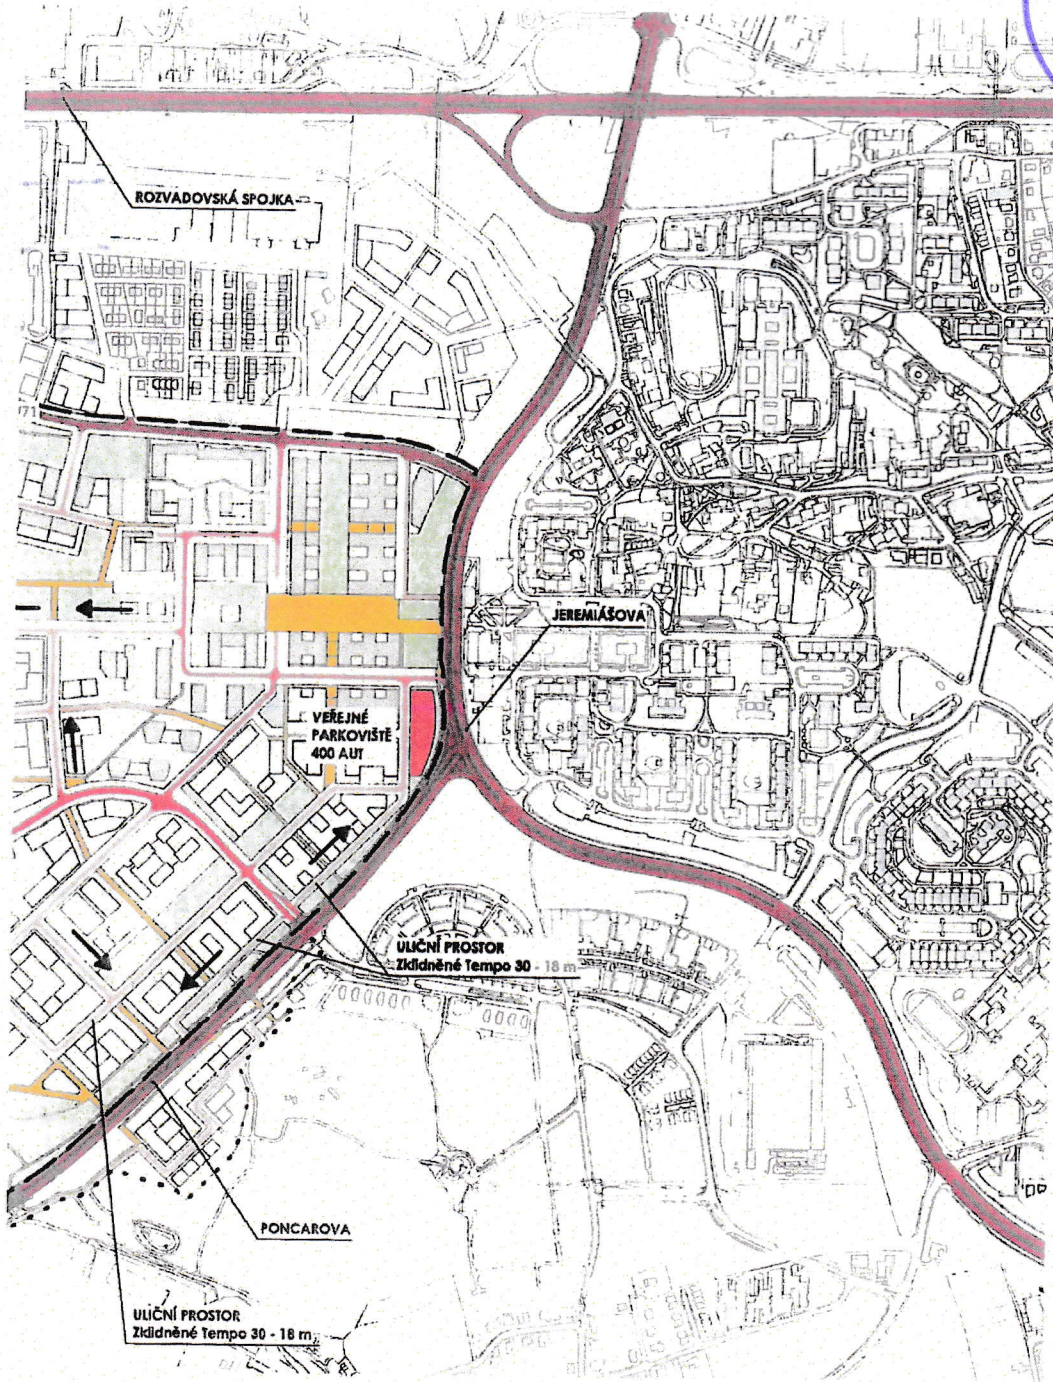 ROZVADOVSKÁ SPOJKA
71
JEREMIÁŠOVA
VEŘEJNÉ
PARKOVIŠTĚ
400 AUT
ULIČNÍ PROSTOR
Zklidněné Tempo 30 - 18 m
PONCAROVA
ULIČNÍ PROSTOR
Zklidněné Tempo 30 - 18 m